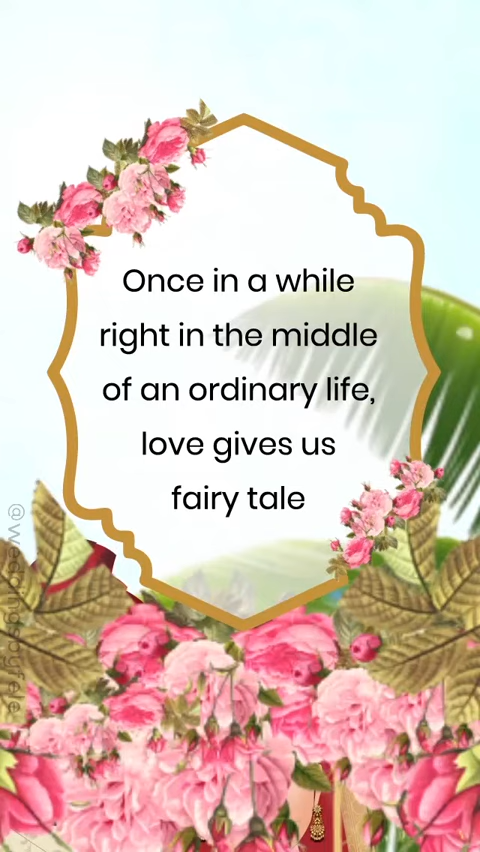 Once in a while
right in the middle
of an ordinary life,
love gives us
fairy tale